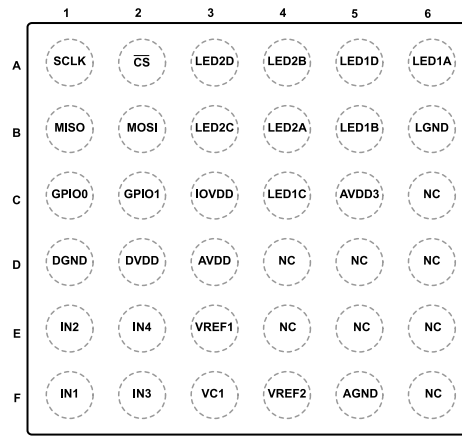 1 2 3 4 5 6
A SCLK C̅S̅ LED2D LED2B LED1D LED1A
B MISO MOSI LED2C LED2A LED1B LGND
C GPIO0 GPIO1 IOVDD LED1C AVDD3 NC
D DGND DVDD AVDD NC NC NC
E IN2 IN4 VREF1 NC NC NC
F IN1 IN3 VC1 VREF2 AGND NC